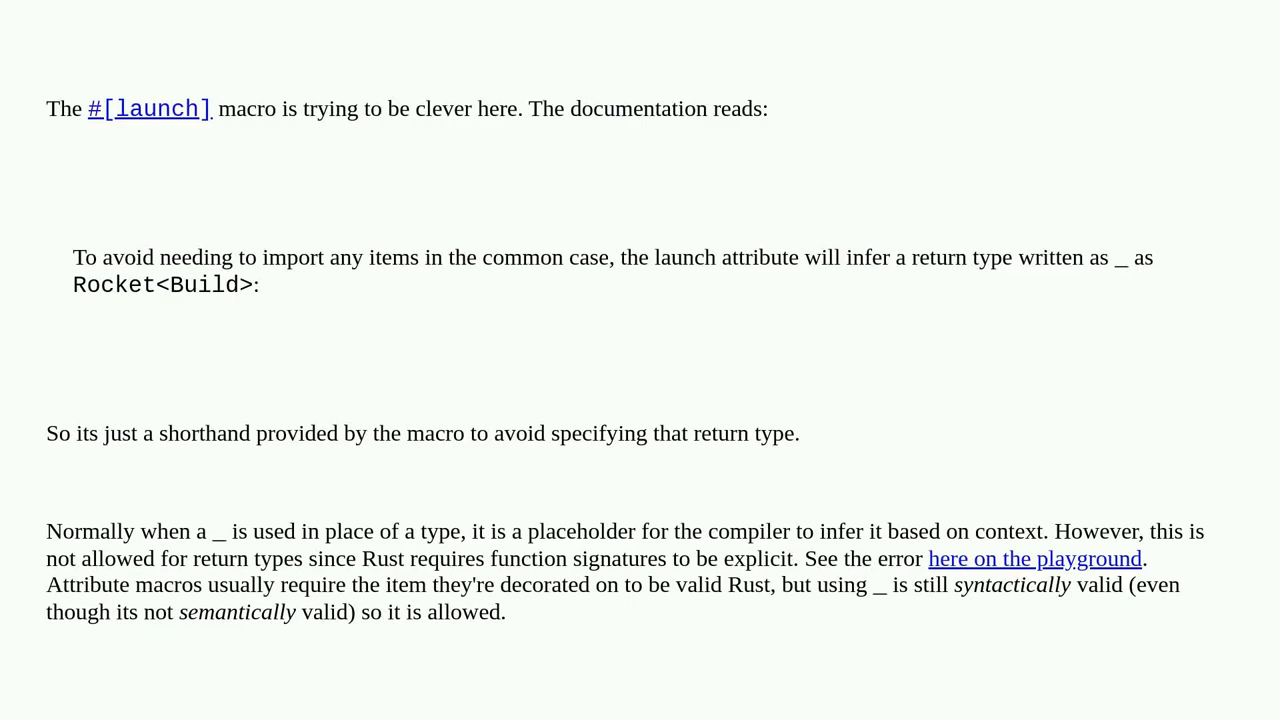 The #[launch] macro is trying to be clever here. The documentation reads:
To avoid needing to import any items in the common case, the launch attribute will infer a return type written as _ as
Rocket<Build>:
So its just a shorthand provided by the macro to avoid specifying that return type.
Normally when a _ is used in place of a type, it is a placeholder for the compiler to infer it based on context. However, this is
not allowed for return types since Rust requires function signatures to be explicit. See the error here on the playground.
Attribute macros usually require the item they're decorated on to be valid Rust, but using _ is still syntactically valid (even
though its not semantically valid) so it is allowed.